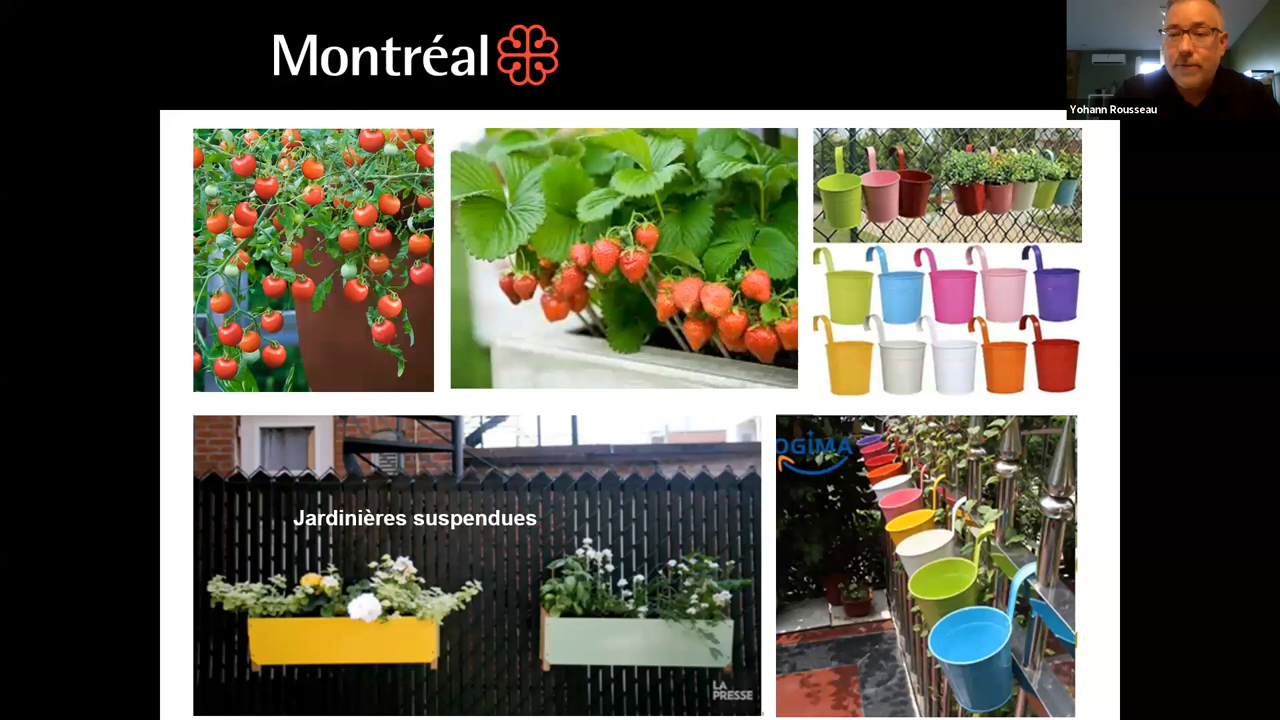 Montréal
Yohann Rousseau
OGIMA
Jardinières suspendues
LA
PRESSE